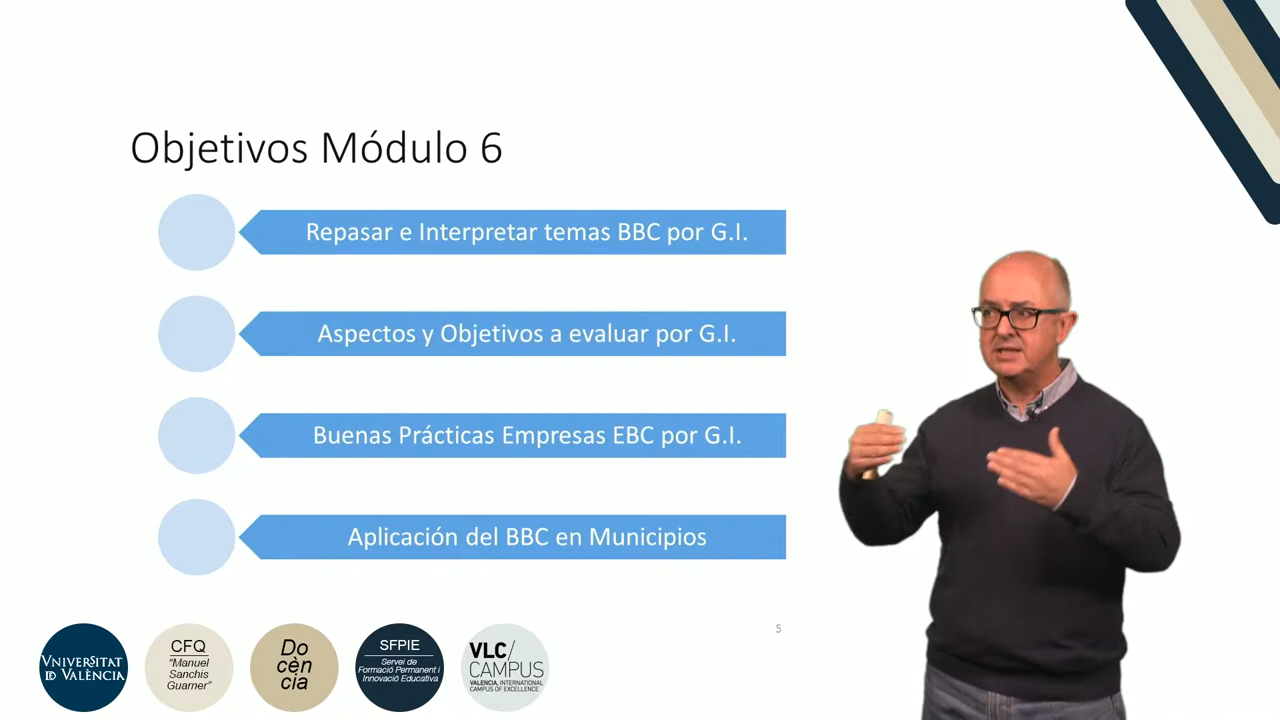 Objetivos Módulo 6
Repasar e Interpretar temas BBC por G.I.
Aspectos y Objetivos a evaluar por G.I.
Buenas Prácticas Empresas EBC por G.I.
Aplicación del BBC en Municipios
5
VNIVERSITAT
ID VALÈNCIA
CFQ
"Manuel
Sanchis
Guarner"
Do
cèn
cia
SFPIE
Servei de
Formació Permanent i
Innovació Educativa
VLC/
CAMPUS
VALENCIA, INTERNATIONAL
CAMPUS OF EXCELLENCE